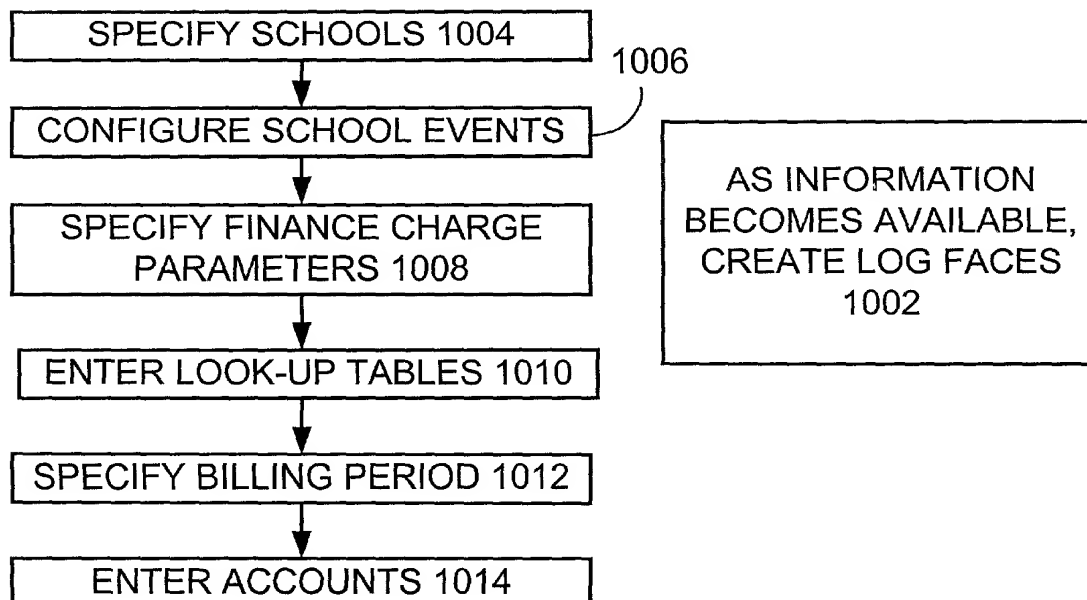 SPECIFY SCHOOLS 1004
1006
CONFIGURE SCHOOL EVENTS
SPECIFY FINANCE CHARGE
PARAMETERS 1008
ENTER LOOK-UP TABLES 1010
SPECIFY BILLING PERIOD 1012
ENTER ACCOUNTS 1014
AS INFORMATION
BECOMES AVAILABLE,
CREATE LOG FACES
1002